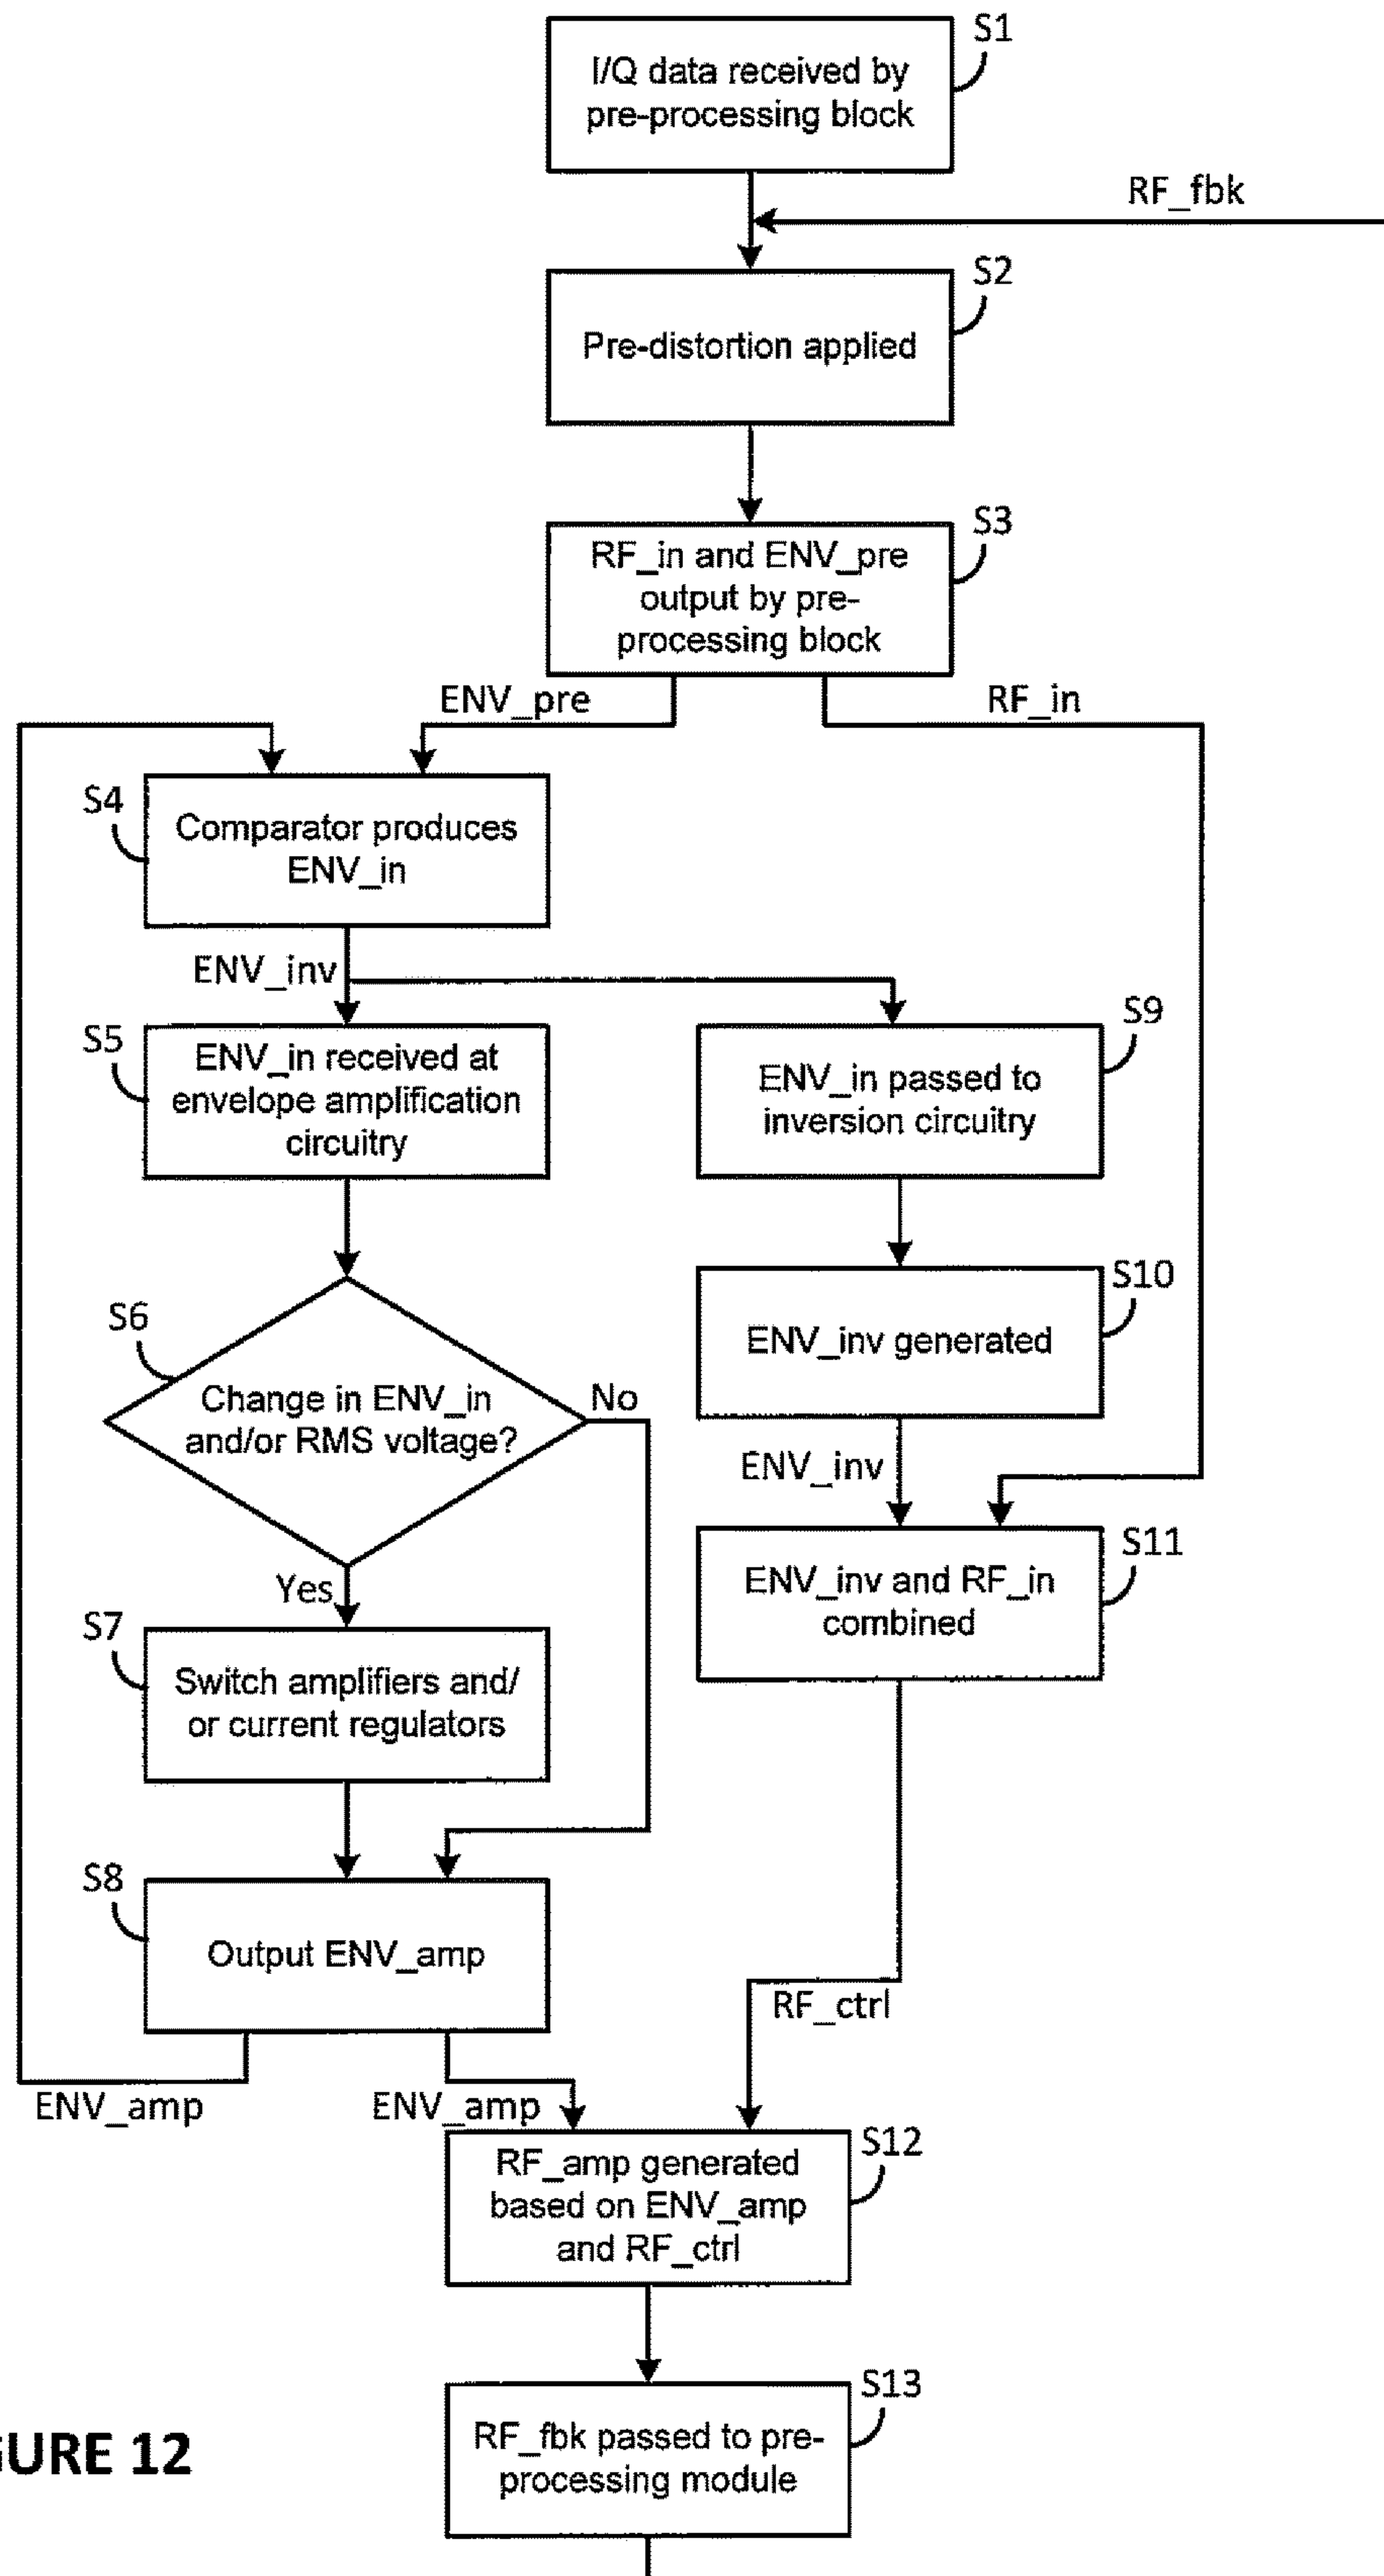 S1
I/Q data received by
pre-processing block
RF_fbk
S2
Pre-distortion applied
S3
RF_in and ENV_pre
output by pre-
processing block
ENV_pre
RF_in
S4
Comparator produces
ENV_in
ENV_inv
S5
ENV_in received at
envelope amplification
circuitry
S9
ENV_in passed to
inversion circuitry
S10
ENV_inv generated
S6
Change in ENV_in
and/or RMS voltage?
No
Yes
ENV_inv
S11
ENV_inv and RF_in
combined
S7
Switch amplifiers and/
or current regulators
S8
Output ENV_amp
RF_ctrl
ENV_amp
ENV_amp
S12
RF_amp generated
based on ENV_amp
and RF_ctrl
S13
RF_fbk passed to pre-
processing module
GURE 12